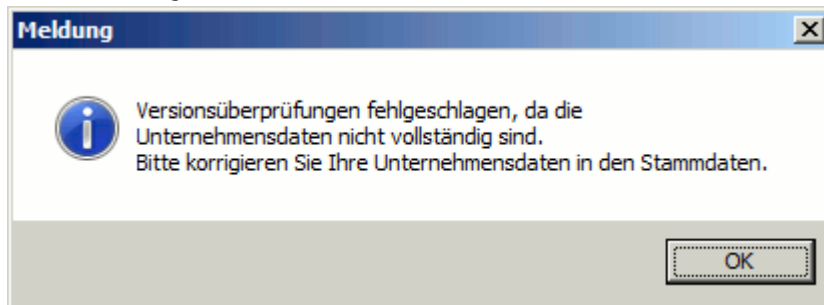 Meldung
Versionsüberprüfungen fehlgeschlagen, da die
Unternehmensdaten nicht vollständig sind.
Bitte korrigieren Sie Ihre Unternehmensdaten in den Stammdaten.
OK